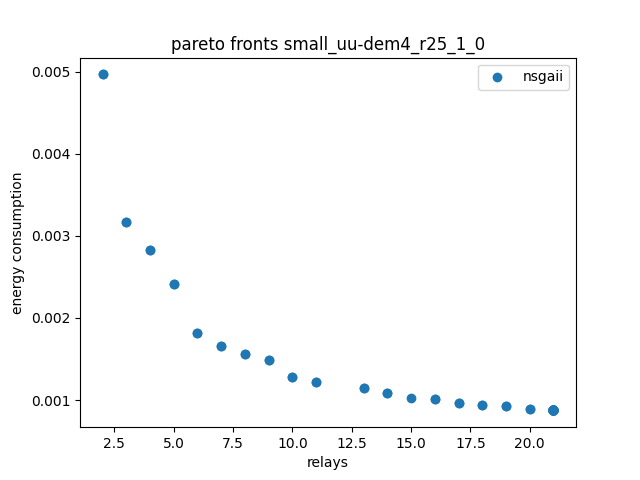 pareto fronts small_uu-dem4_r25_1_0
nsgaii
0.005
0.004
0.003
0.002
0.001
energy consumption
2.5 5.0 7.5 10.0 12.5 15.0 17.5 20.0
relays